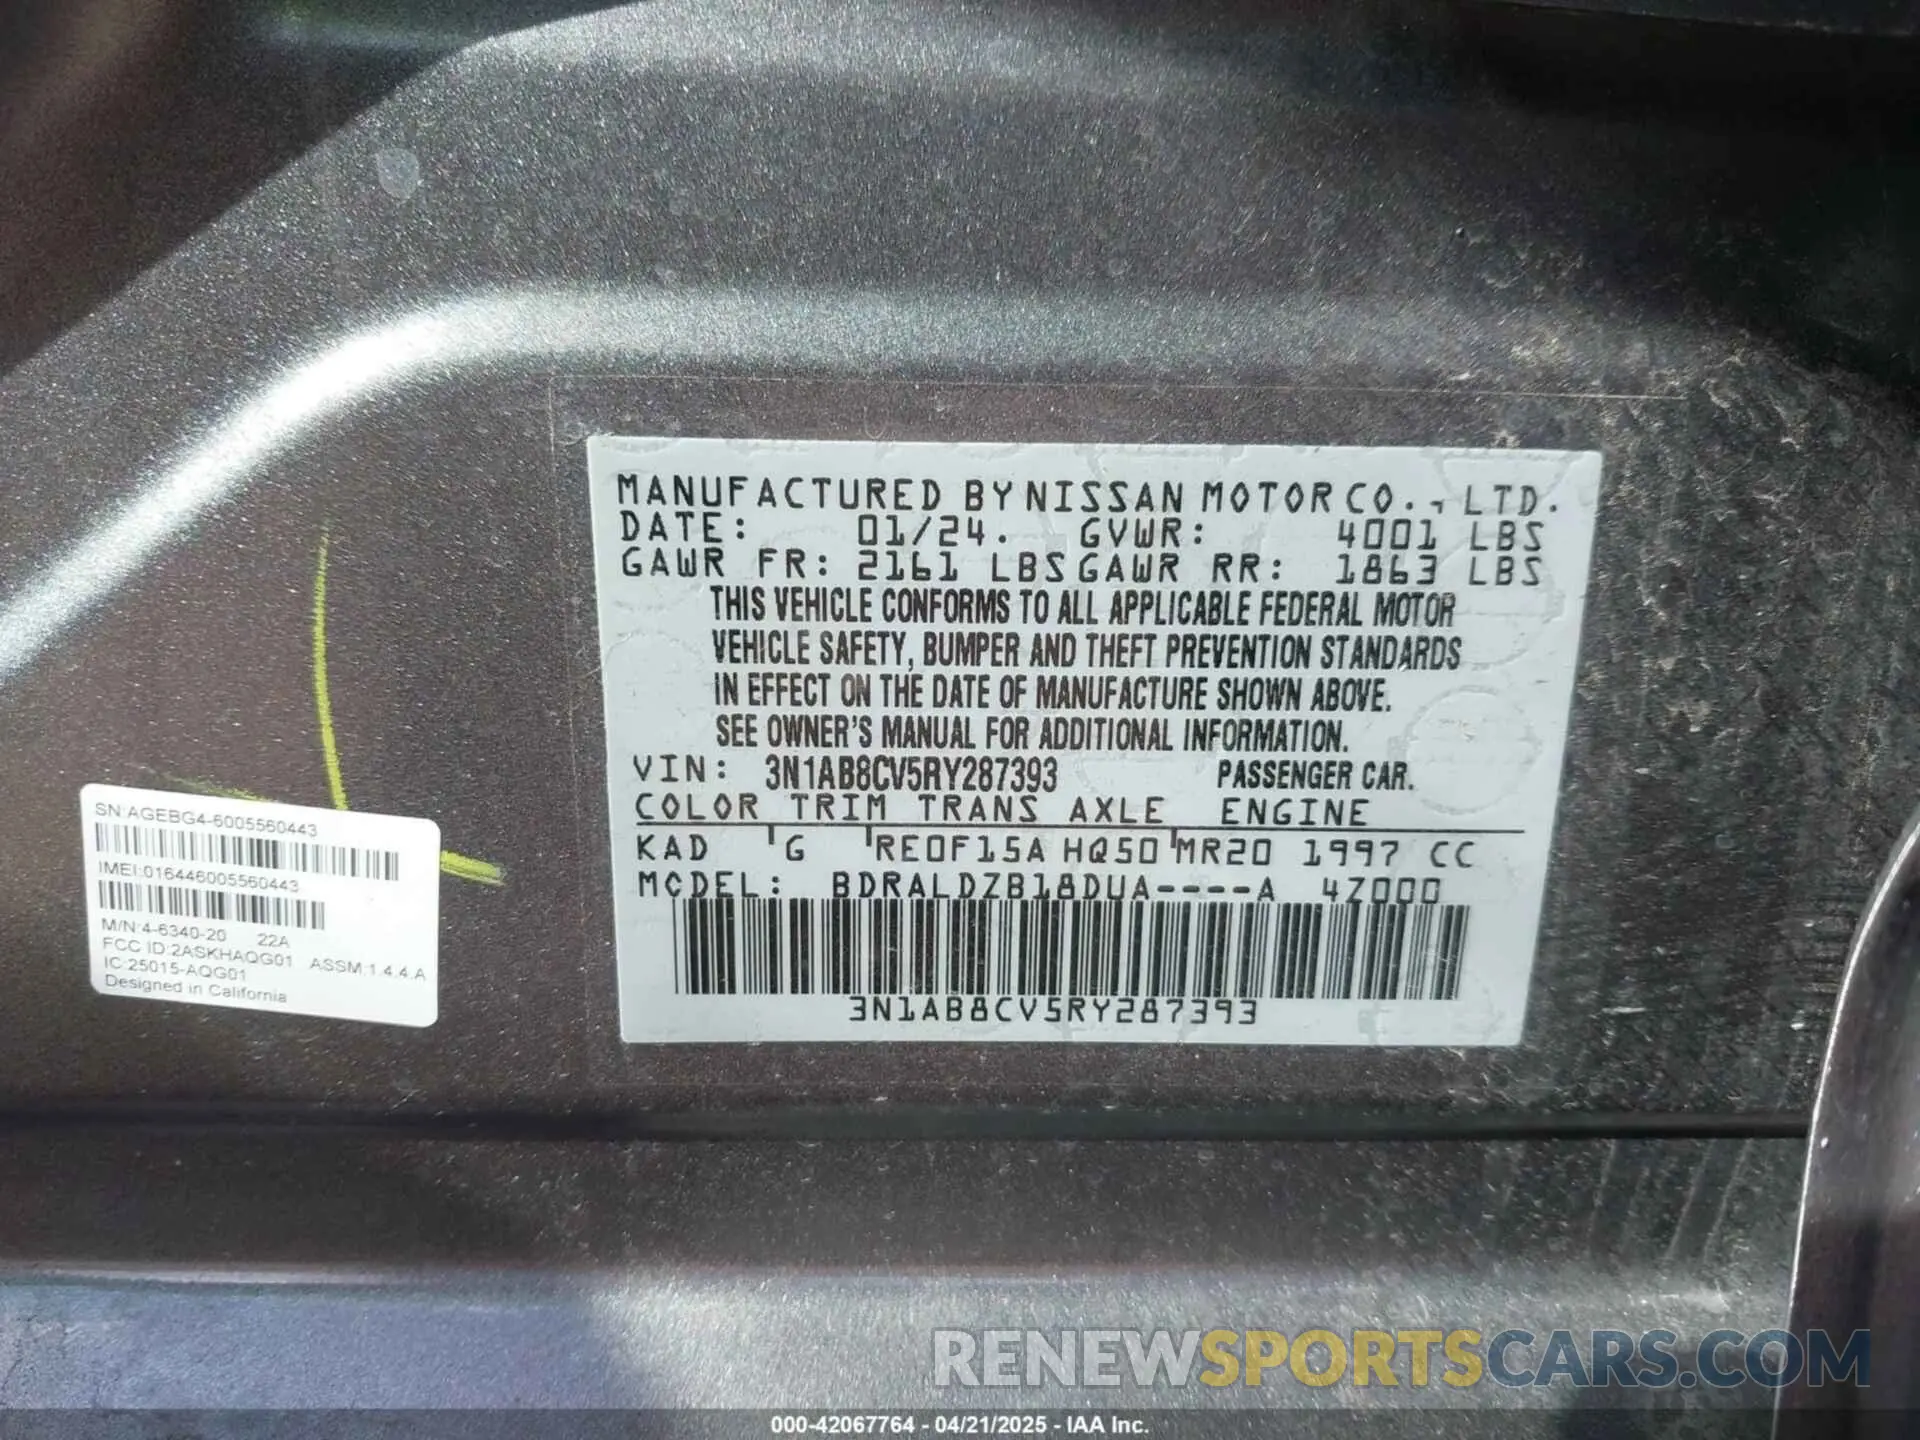 MANUFACTURED BY NISSAN MOTOR CO., LTD.
DATE: 01/24. GVWR: 4001 LBS
GAWR FR: 2161 LBS GAWR RR: 1863 LBS
THIS VEHICLE CONFORMS TO ALL APPLICABLE FEDERAL MOTOR
VEHICLE SAFETY, BUMPER AND THEFT PREVENTION STANDARDS
IN EFFECT ON THE DATE OF MANUFACTURE SHOWN ABOVE.
SEE OWNER'S MANUAL FOR ADDITIONAL INFORMATION.
VIN: 3N1AB8CV5RY287393 PASSENGER CAR.
COLOR TRIM TRANS AXLE ENGINE
KAD G RE0F15A HQ50 MR20 1997 CC
MODEL: BDRALDZB18DUA----A 4Z000
3N1AB8CV5RY287393
SN:AGEBG4-6005560443
IMEI:016446005560443
M/N:4-6340-20 22A
FCC ID:2ASKHAQG01 ASSM:1.4.4.A
IC:25015-AQG01
Designed in California
RENEWSPORTSCARS.COM
000-42067764 - 04/21/2025 - IAA Inc.